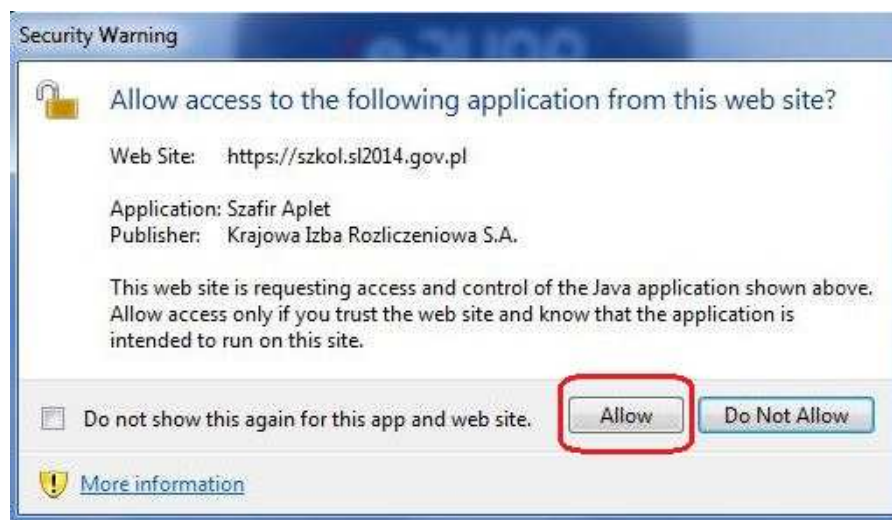 Security Warning
Allow access to the following application from this web site?
Web Site: https://szkol.sl2014.gov.pl
Application: Szafir Aplet
Publisher: Krajowa Izba Rozliczeniowa S.A.
This web site is requesting access and control of the Java application shown above.
Allow access only if you trust the web site and know that the application is
intended to run on this site.
Do not show this again for this app and web site. Allow Do Not Allow
More information